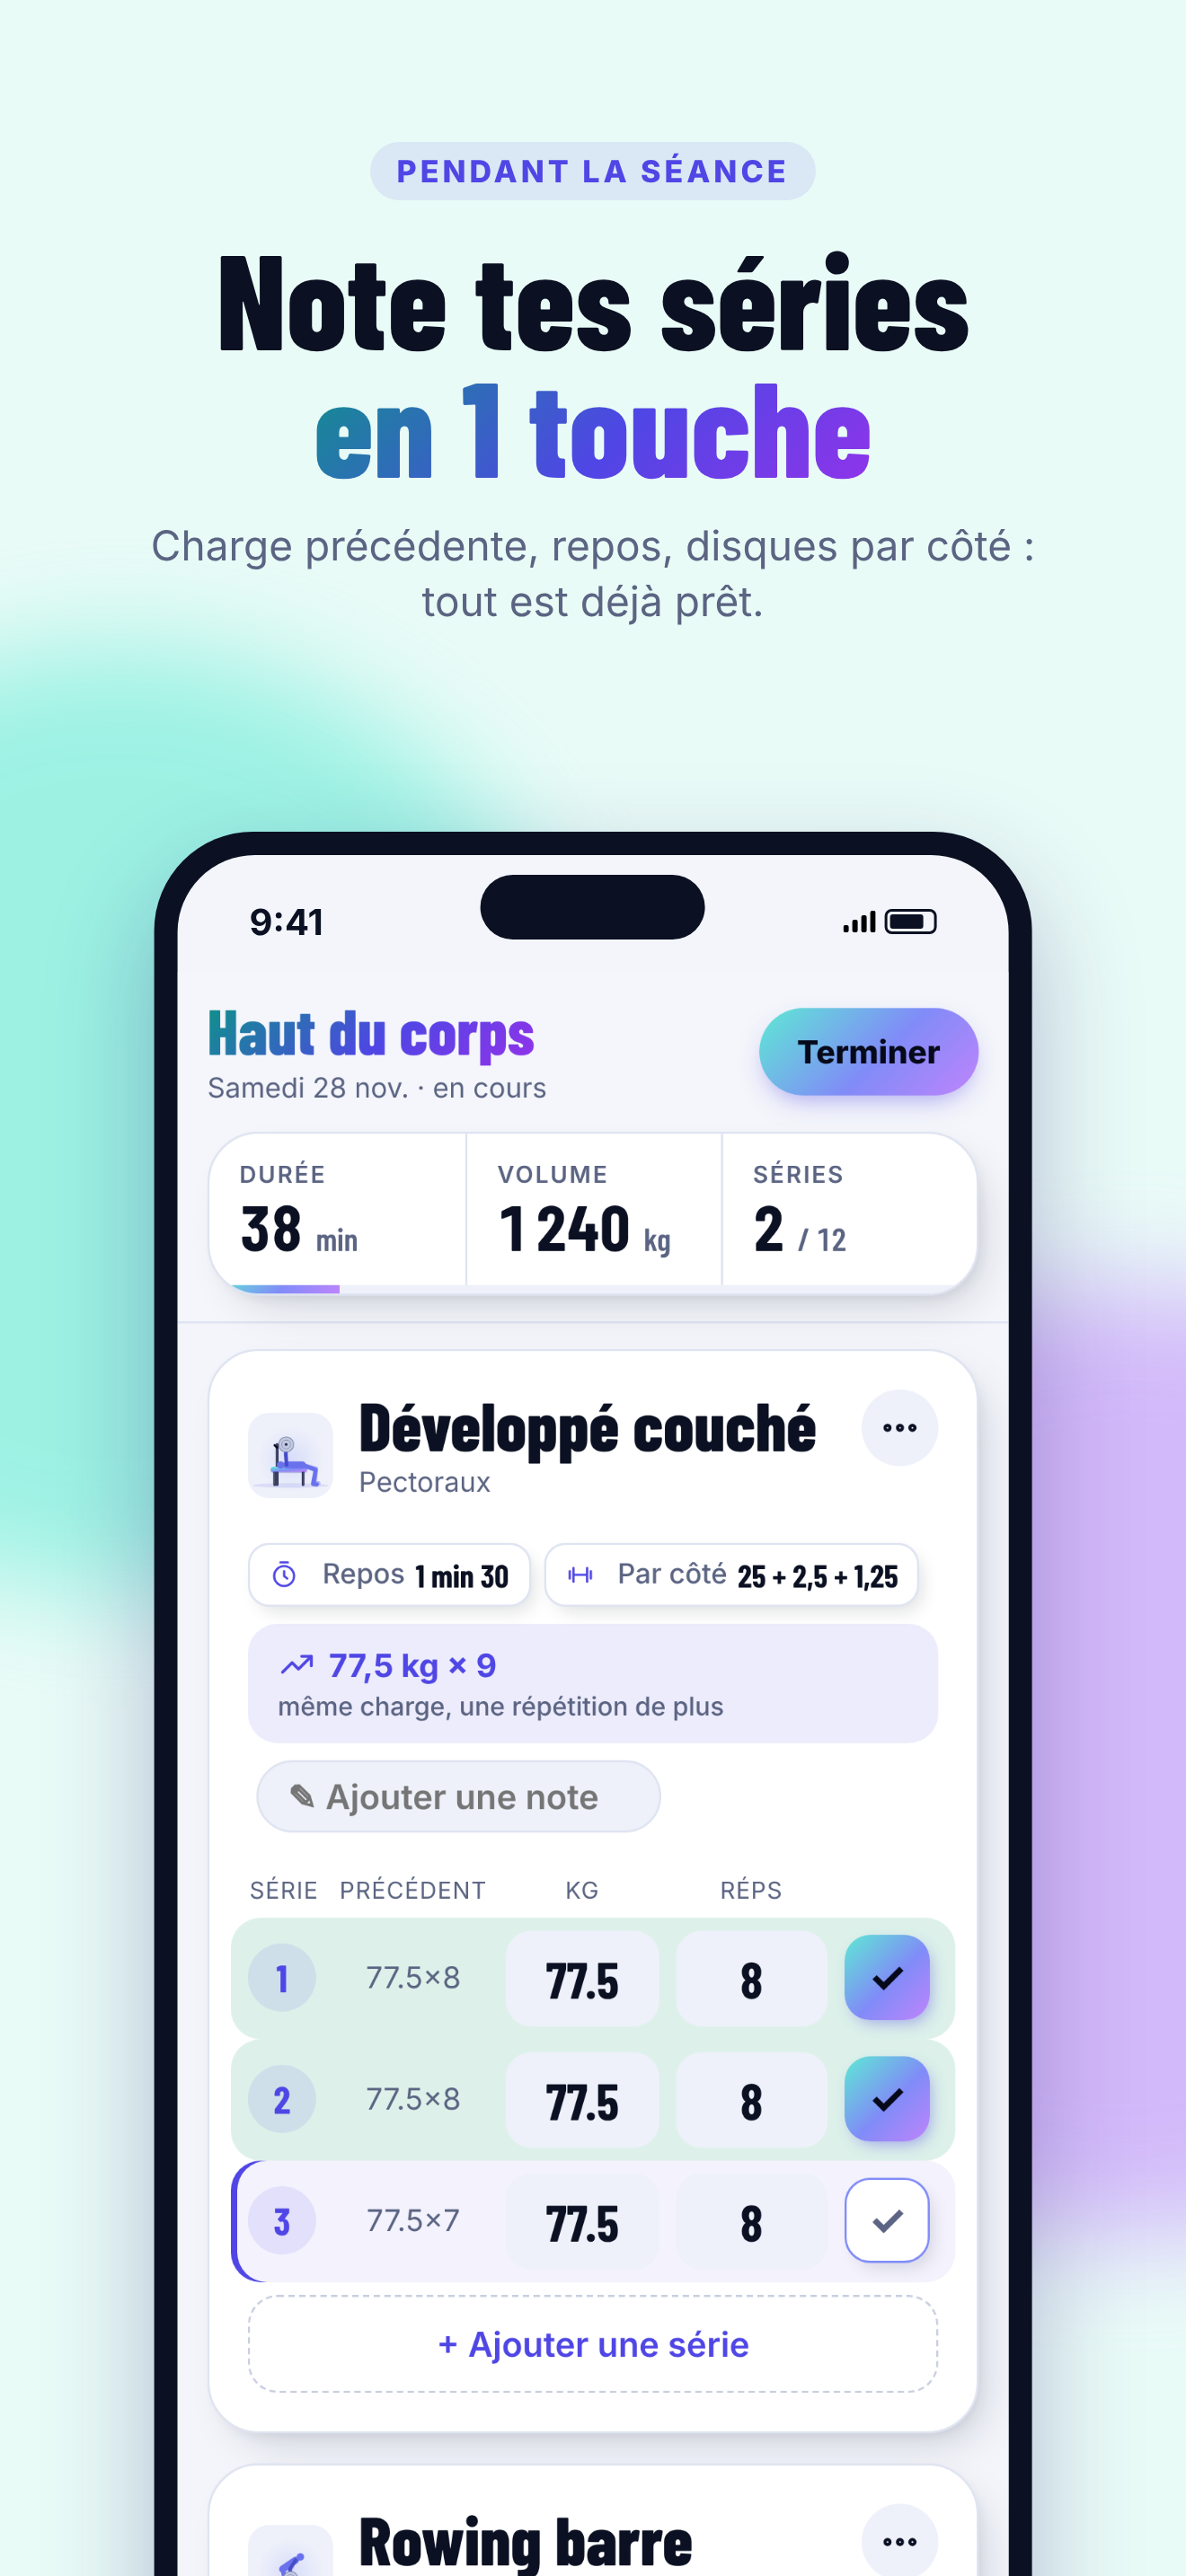 PENDANT LA SÉANCE
Note tes séries
en 1 touche
Charge précédente, repos, disques par côté :
tout est déjà prêt.
9:41
Haut du corps
Terminer
Samedi 28 nov. · en cours
DURÉE VOLUME SÉRIES
38 min 1 240 kg 2 / 12
Développé couché
Pectoraux
Repos 1 min 30 Par côté 25 + 2,5 + 1,25
77,5 kg × 9
même charge, une répétition de plus
✎ Ajouter une note
SÉRIE PRÉCÉDENT KG RÉPS
1 77.5×8 77.5 8
2 77.5×8 77.5 8
3 77.5×7 77.5 8
+ Ajouter une série
Rowing barre